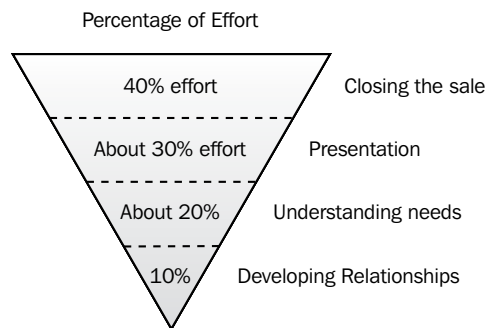 Percentage of Effort
40% effort Closing the sale
About 30% effort Presentation
About 20% Understanding needs
10% Developing Relationships